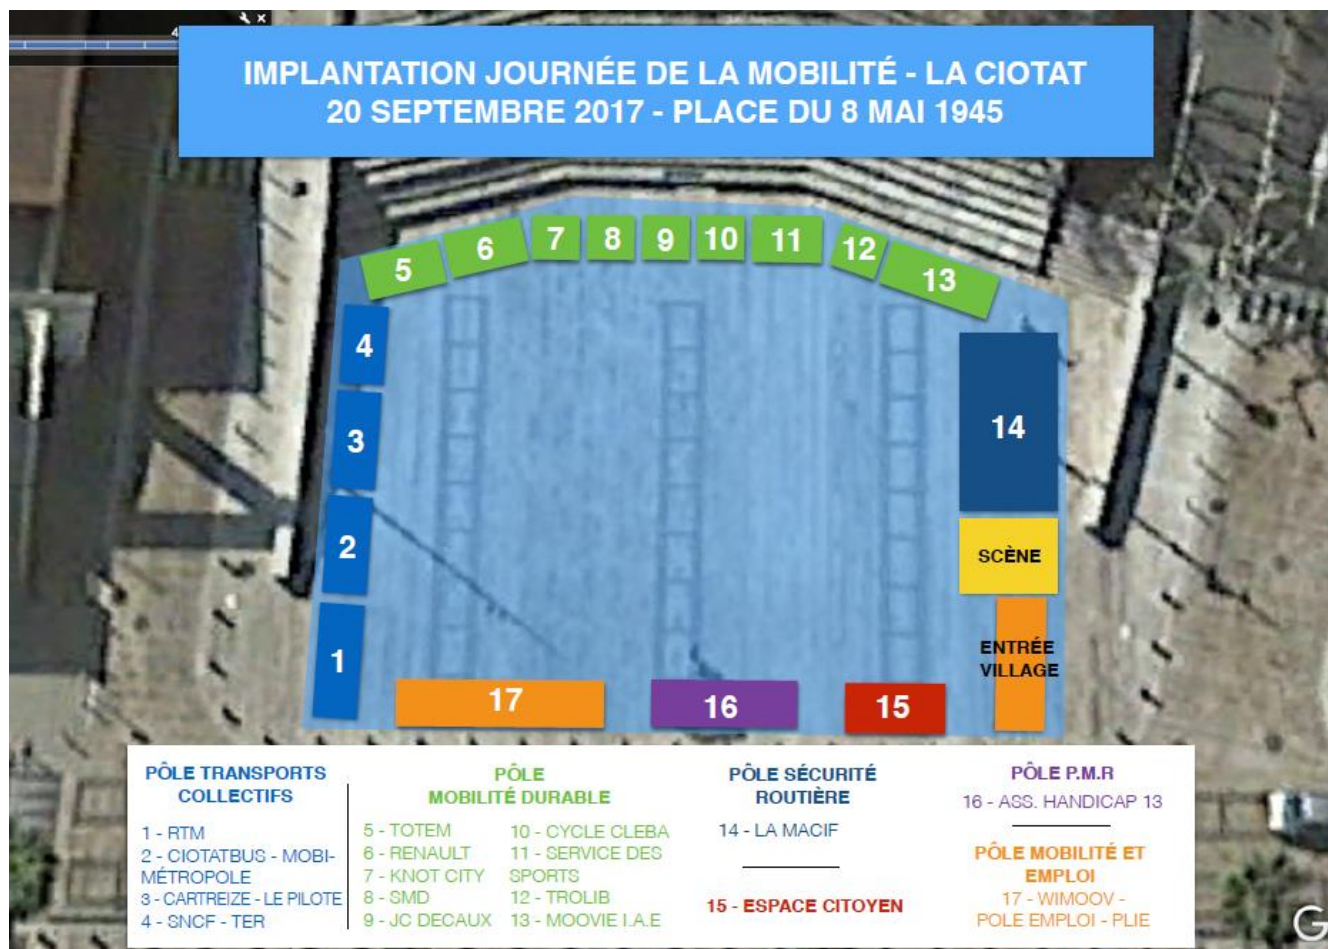 4
IMPLANTATION JOURNÉE DE LA MOBILITÉ - LA CIOTAT
20 SEPTEMBRE 2017 - PLACE DU 8 MAI 1945
5
6
7
8
9
10
11
12
13
4
3
2
1
14
SCÈNE
ENTRÉE
VILLAGE
17
16
15
PÔLE TRANSPORTS
COLLECTIFS
1 - RTM
2 - CIOTATBUS - MOBI-
MÉTROPOLE
3 - CARTREIZE - LE PILOTE
4 - SNCF - TER
PÔLE
MOBILITÉ DURABLE
5 - TOTEM
6 - RENAULT
7 - KNOT CITY
8 - SMD
9 - JC DECAUX
10 - CYCLE CLEBA
11 - SERVICE DES
SPORTS
12 - TROLIB
13 - MOOVIE I.A.E
PÔLE SÉCURITÉ
ROUTIÈRE
14 - LA MACIF
15 - ESPACE CITOYEN
PÔLE P.M.R
16 - ASS. HANDICAP 13
PÔLE MOBILITÉ ET
EMPLOI
17 - WIMOOV -
POLE EMPLOI - PLIE
G